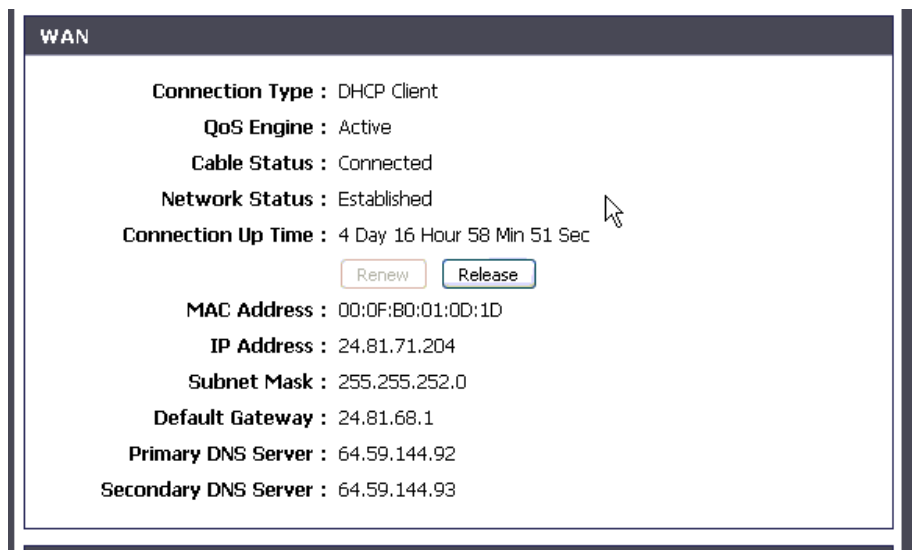 WAN
Connection Type : DHCP Client
QoS Engine : Active
Cable Status : Connected
Network Status : Established
Connection Up Time : 4 Day 16 Hour 58 Min 51 Sec
Renew Release
MAC Address : 00:0F:B0:01:0D:1D
IP Address : 24.81.71.204
Subnet Mask : 255.255.252.0
Default Gateway : 24.81.68.1
Primary DNS Server : 64.59.144.92
Secondary DNS Server : 64.59.144.93